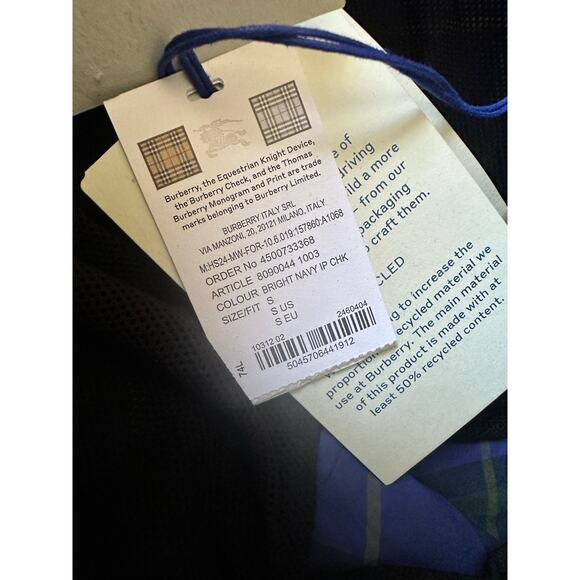 Burberry, the Equestrian Knight Device,
the Burberry Check, and the Thomas
Burberry Monogram and Print are trade
marks belonging to Burberry Limited.
BURBERRY ITALY SRL
VIA MANZONI, 20, 20121 MILANO, ITALY
M:HS24-MW-FOR-10.6.019:157860:A1068
ORDER No 4500733368
ARTICLE 8090044 1003
COLOUR BRIGHT NAVY IP CHK
SIZE/FIT S
S US
S EU
10312 02 2460404
74L
5045706441912
of
driving
ld a more
from our
packaging
craft them.
CLED
to increase the
recycled material we
use at Burberry. The main material
of this product is made with at
least 50% recycled content.